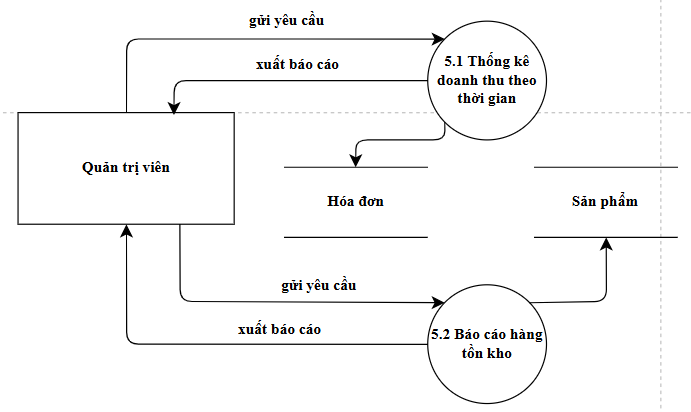 gửi yêu cầu
xuất báo cáo
5.1 Thống kê
doanh thu theo
thời gian
Quản trị viên
Hóa đơn
Sản phẩm
gửi yêu cầu
xuất báo cáo
5.2 Báo cáo hàng
tồn kho